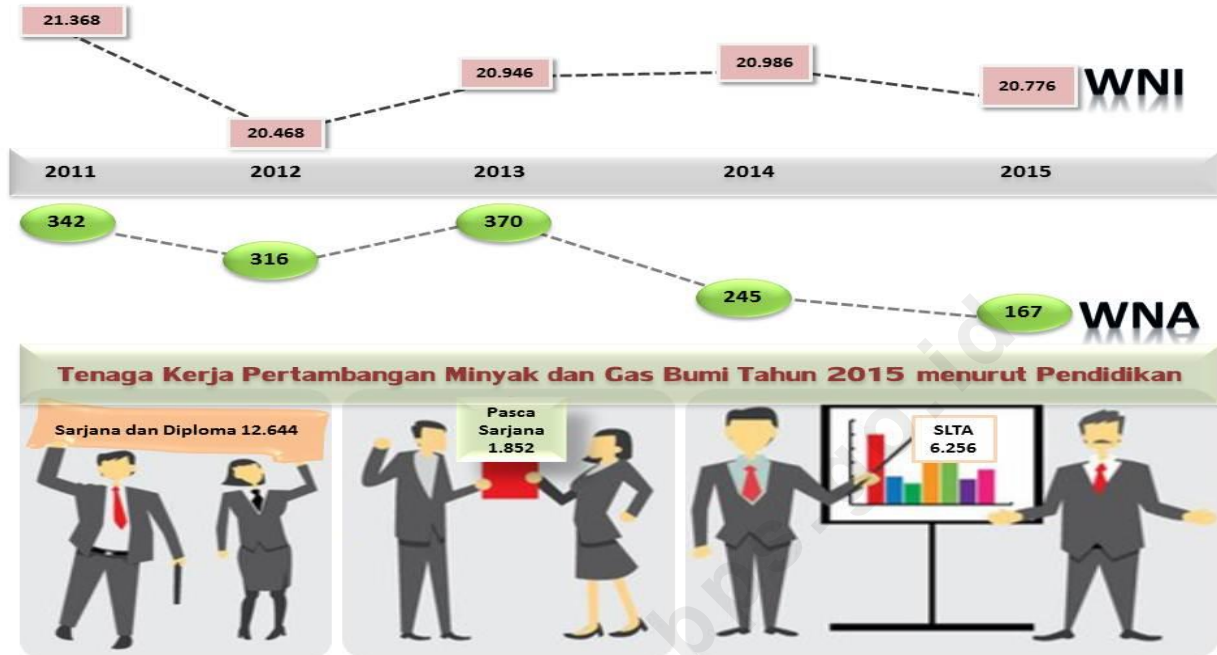 21.368
20.468
20.946
20.986
20.776
WNI
2011 2012 2013 2014 2015
342
316
370
245
167
WNA
Tenaga Kerja Pertambangan Minyak dan Gas Bumi Tahun 2015 menurut Pendidikan
Sarjana dan Diploma 12.644
Pasca
Sarjana
1.852
SLTA
6.256